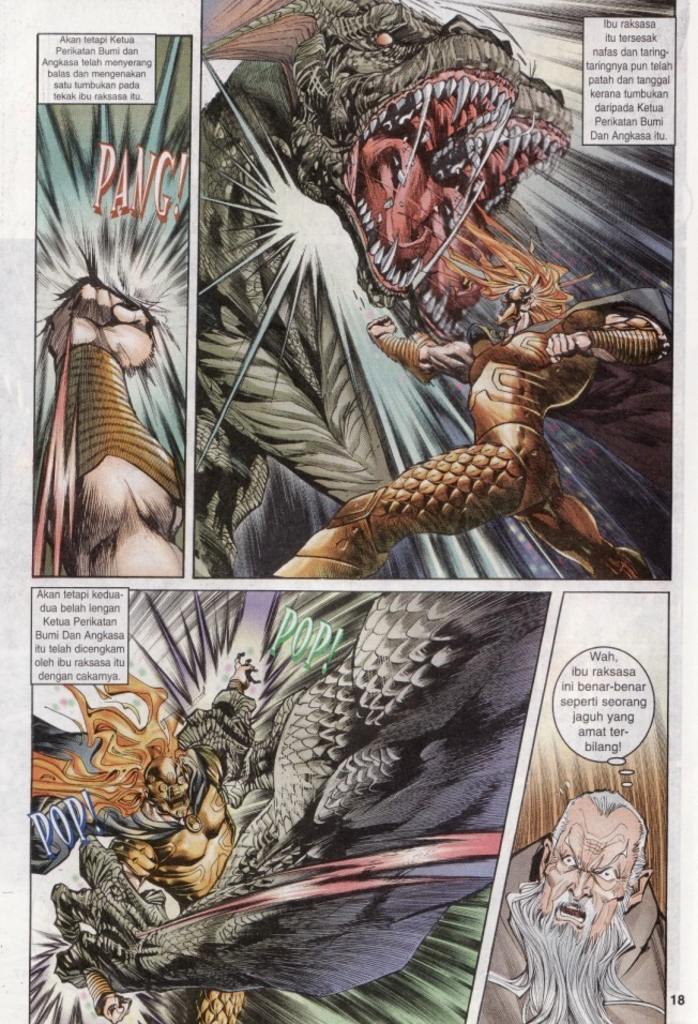 Akan tetapi Ketua
Perikatan Bumi dan
Angkasa telah menyerang
balas dan mengenakan
satu tumbukan pada
tekak ibu raksasa itu.
PANG!
Ibu raksasa
itu tersesak
nafas dan taring-
taringnya pun telah
patah dan tanggal
kerana tumbukan
daripada Ketua
Perikatan Bumi
Dan Angkasa itu.
Akan tetapi kedua-
dua belah lengan
Ketua Perikatan
Bumi Dan Angkasa
itu telah dicengkam
oleh ibu raksasa itu
dengan cakarnya.
POP!
POP!
Wah,
ibu raksasa
ini benar-benar
seperti seorang
jaguh yang
amat ter-
bilang!
18